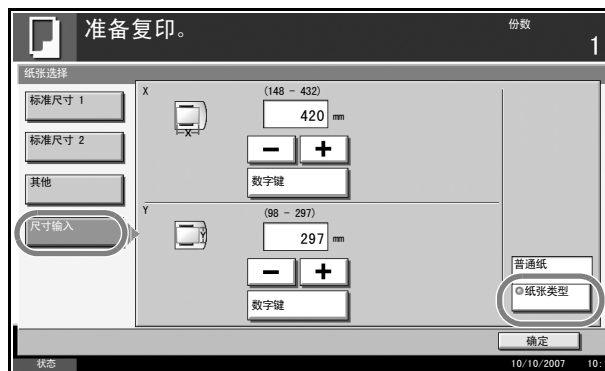 准备复印。
份数
1
纸张选择
标准尺寸 1
标准尺寸 2
其他
尺寸输入
X
(148 - 432)
420 mm
X
- +
数字键
Y
(98 - 297)
Y
297 mm
- +
数字键
普通纸
纸张类型
确定
状态
10/10/2007 10: